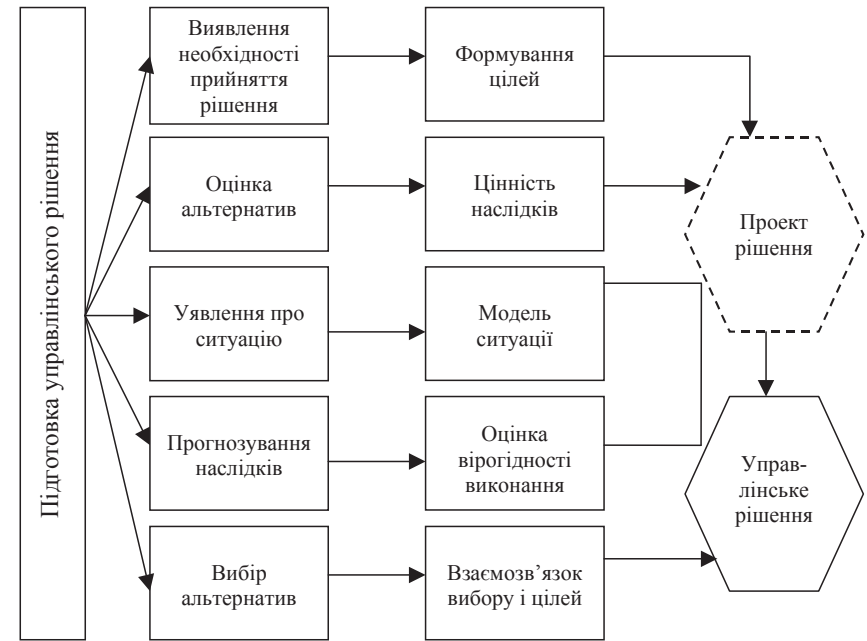 Підготовка управлінського рішення
Виявлення
необхідності
прийняття
рішення
Формування
цілей
Оцінка
альтернатив
Цінність
наслідків
Проект
рішення
Уявлення про
ситуацію
Модель
ситуації
Прогнозування
наслідків
Оцінка
вірогідності
виконання
Управ-
лінське
рішення
Вибір
альтернатив
Взаємозв’язок
вибору і цілей